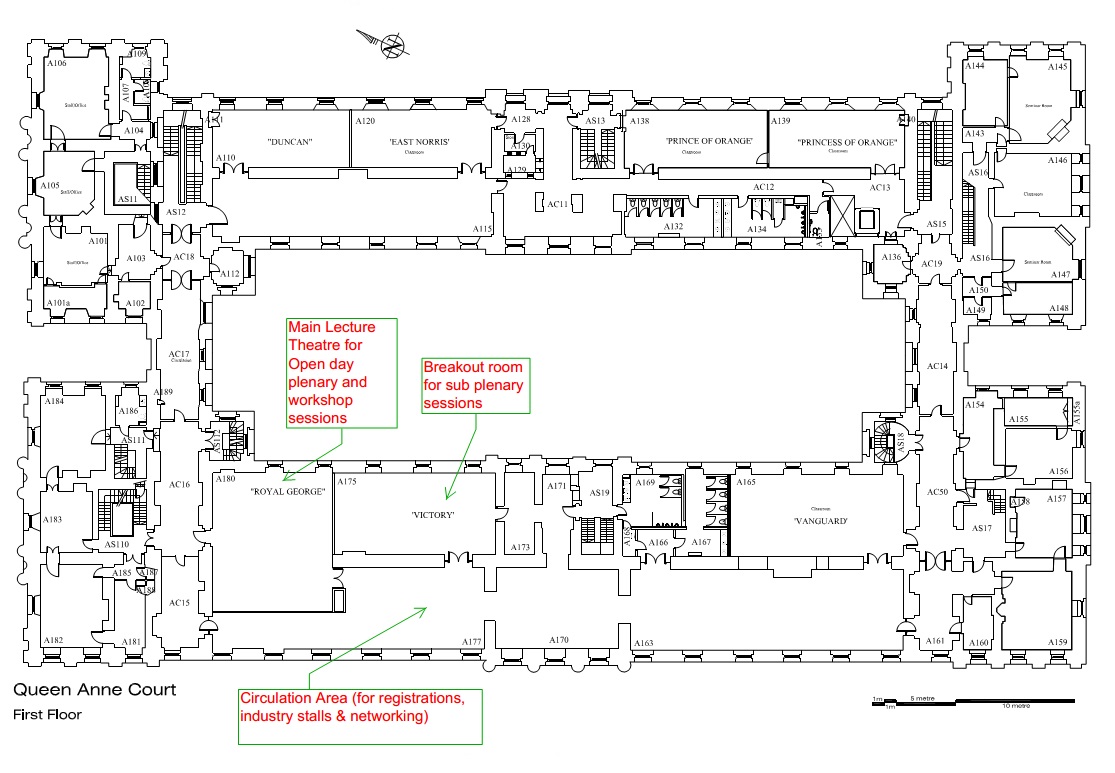 N
A106
Staff Office
A109
A107
A104
A105
Staff Office
AS11
A101
Staff Office
A103
A101a
A102
A110
"DUNCAN"
A120
'EAST NORRIS'
Classroom
A128
A130
A129
AS13
A138
'PRINCE OF ORANGE'
Classroom
A139
"PRINCESS OF ORANGE"
Classroom
A144
A145
Seminar Room
A143
A146
Classroom
AS16
AS12
A115
AC11
AC12
AC13
A132
A134
AS15
AC18
A112
A136
AC19
AS16
Seminar Room
A147
A150
A149
A148
AC17
A189
AC14
Main Lecture
Theatre for
Open day
plenary and
workshop
sessions
Breakout room
for sub plenary
sessions
A184
A186
AS111
AS112
AS18
A154
A155
A155a
A156
AC16
A180
"ROYAL GEORGE"
A175
'VICTORY'
A171
AS19
A169
A165
Classroom
'VANGUARD'
AC50
A157
A158
A183
AS110
A173
A168
A166
A167
AS17
A185
A187
A188
AC15
A182
A181
A177
A170
A163
A161
A160
A159
Circulation Area (for registrations,
industry stalls & networking)
Queen Anne Court
First Floor
1m
5 metre
1m
10 metre